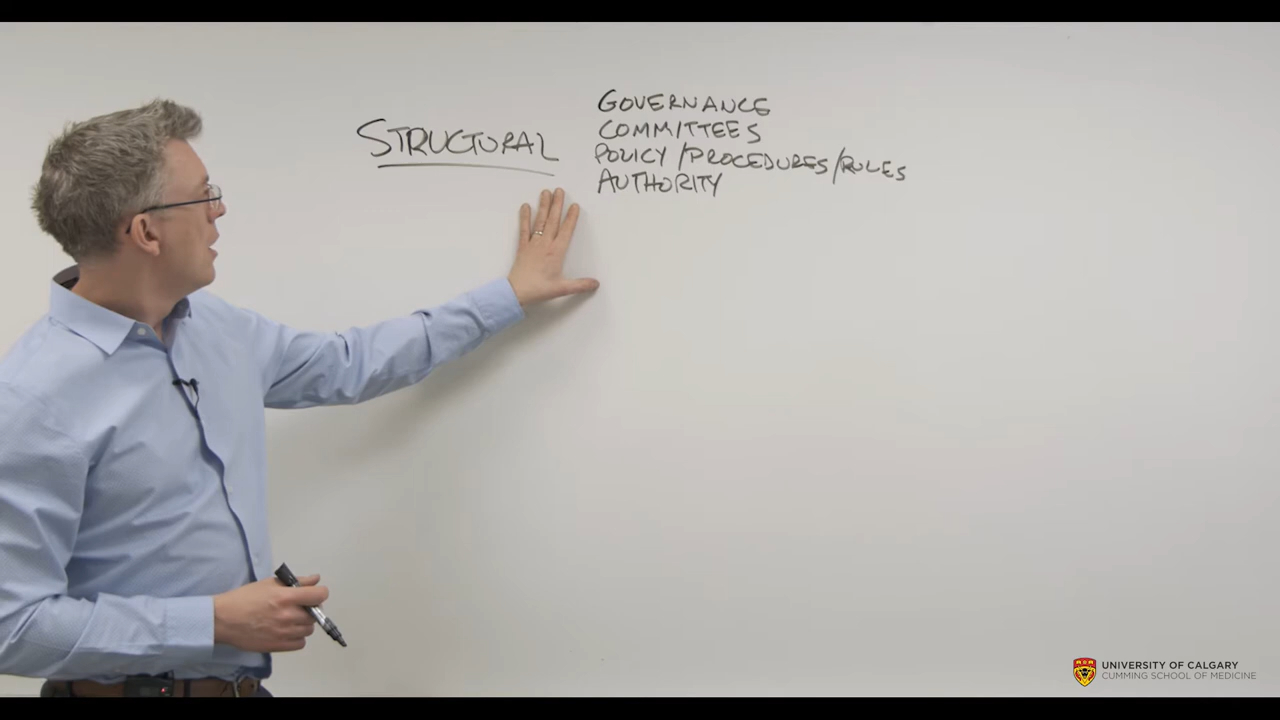 STRUCTURAL
GOVERNANCE
COMMITTEES
POLICY/PROCEDURES/RULES
AUTHORITY
UNIVERSITY OF CALGARY
CUMMING SCHOOL OF MEDICINE